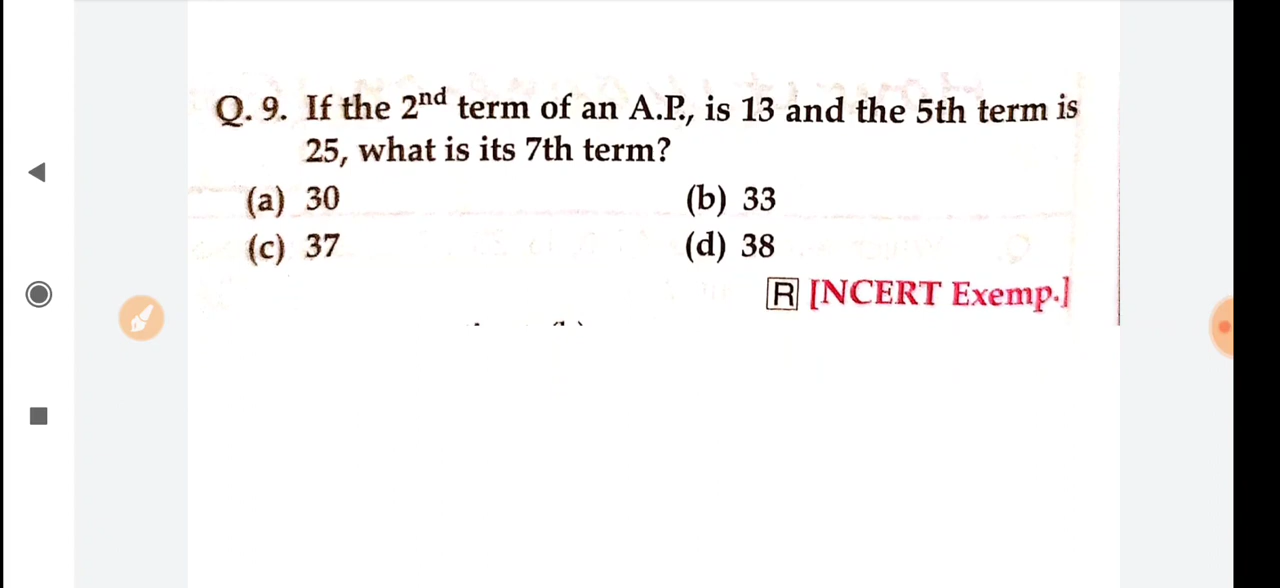 Q. 9. If the 2nd term of an A.P., is 13 and the 5th term is
25, what is its 7th term?
(a) 30 (b) 33
(c) 37 (d) 38
R [NCERT Exemp.]